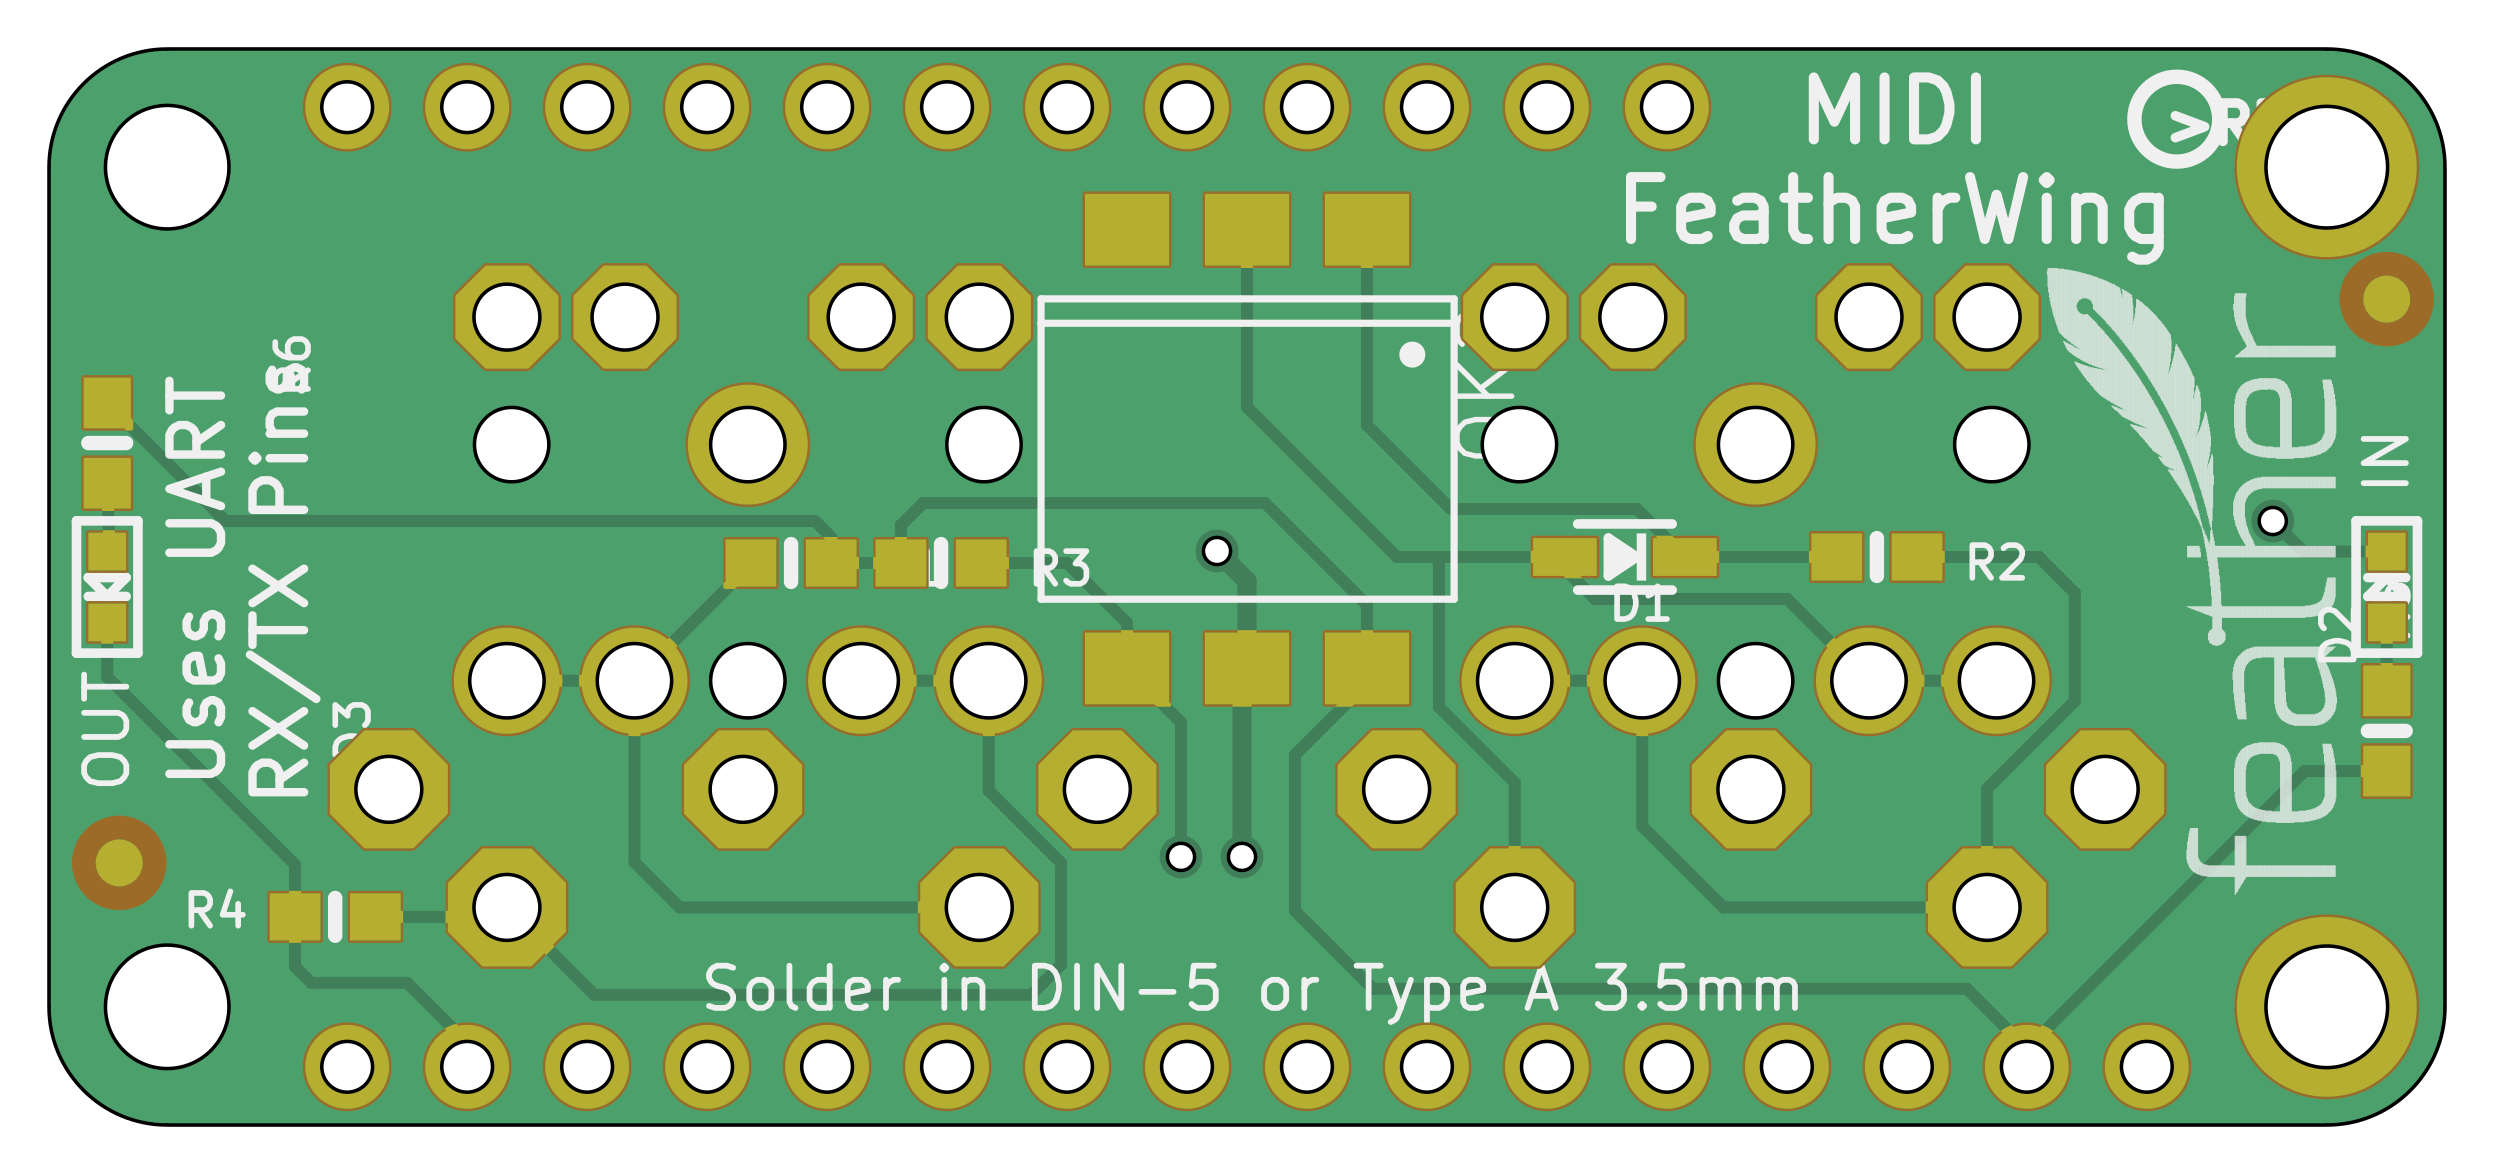 MIDI
FeatherWing
Uses UART
RX/TX Pins
OUT
IN
feather
R3
R2
D1
R4
Solder in DIN-5 or Type A 3.5mm